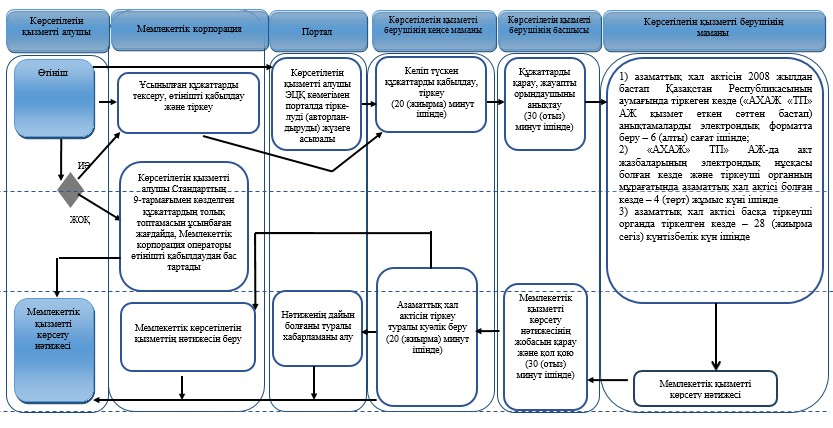 Көрсетілетін
қызметті алушы
Мемлекеттік корпорация
Портал
Көрсетілетін қызметті
берушінің кеңсе маманы
Көрсетілетін қызметті
берушінің басшысы
Көрсетілетін қызметті берушінің
маманы
Өтініш
Ұсынылған құжаттарды
тексеру, өтінішті қабылдау
және тіркеу
Көрсетілетін
қызметті алушы
ЭЦҚ көмегімен
порталда тірке-
луді (авторлан-
дыруды) жүзеге
асырады
Келіп түскен
құжаттарды қабылдау,
тіркеу
(20 (жиырма) минут
ішінде)
Құжаттарды
қарау, жауапты
орындаушыны
анықтау
(30 (отыз)
минут ішінде)
1) азаматтық хал актісін 2008 жылдан
бастап Қазақстан Республикасының
аумағында тіркеген кезде («АХАЖ «ТП»
АЖ қызмет еткен сәттен бастап)
анықтамаларды электрондық форматта
беру – 6 (алты) сағат ішінде;
2) «АХАЖ» ТП» АЖ-да акт
жазбаларының электрондық нұсқасы
болған кезде және тіркеуші органның
мұрағатында азаматтық хал актісі болған
кезде – 4 (төрт) жұмыс күні ішінде
3) азаматтық хал актісі басқа тіркеуші
органда тіркелген кезде – 28 (жиырма
сегіз) күнтізбелік күн ішінде
ИӘ
ЖОҚ
Көрсетілетін қызметті
алушы Стандарттың
9-тармағымен көзделген
құжаттардың толық
топтамасын ұсынбаған
жағдайда, Мемлекеттік
корпорация операторы
өтінішті қабылдаудан бас
тартады
Мемлекеттік
қызметті
көрсету
нәтижесі
Мемлекеттік көрсетілетін
қызметтің нәтижесін беру
Нәтиженің дайын
болғаны туралы
хабарламаны алу
Азаматтық хал
актісін тіркеу
туралы куәлік беру
(20 (жиырма) минут
ішінде)
Мемлекеттік
қызметті
көрсету
нәтижесінің
жобасын қарау
және қол қою
(30 (отыз)
минут ішінде)
Мемлекеттік қызметті
көрсету нәтижесі